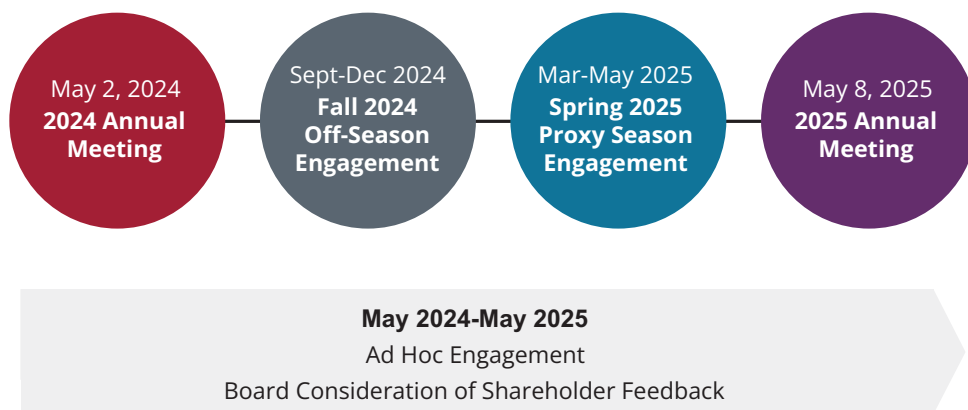 May 2, 2024
2024 Annual
Meeting
Sept-Dec 2024
Fall 2024
Off-Season
Engagement
Mar-May 2025
Spring 2025
Proxy Season
Engagement
May 8, 2025
2025 Annual
Meeting
May 2024-May 2025
Ad Hoc Engagement
Board Consideration of Shareholder Feedback